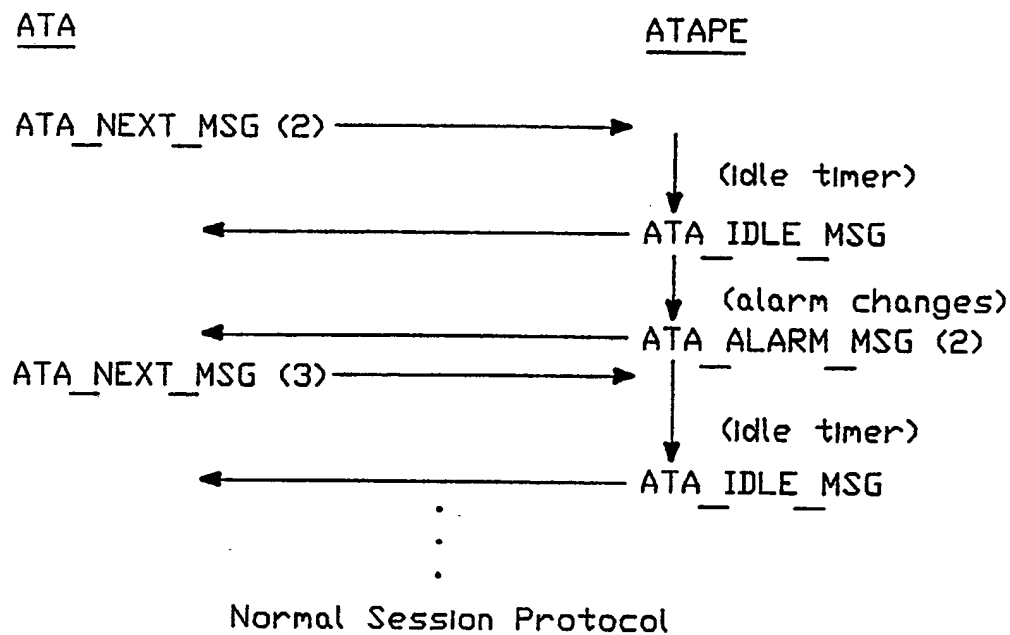 ATA
ATAPE
ATA_NEXT_MSG (2)
(idle timer)
ATA_IDLE_MSG
(alarm changes)
ATA_ALARM_MSG (2)
ATA_NEXT_MSG (3)
(idle timer)
ATA_IDLE_MSG
Normal Session Protocol